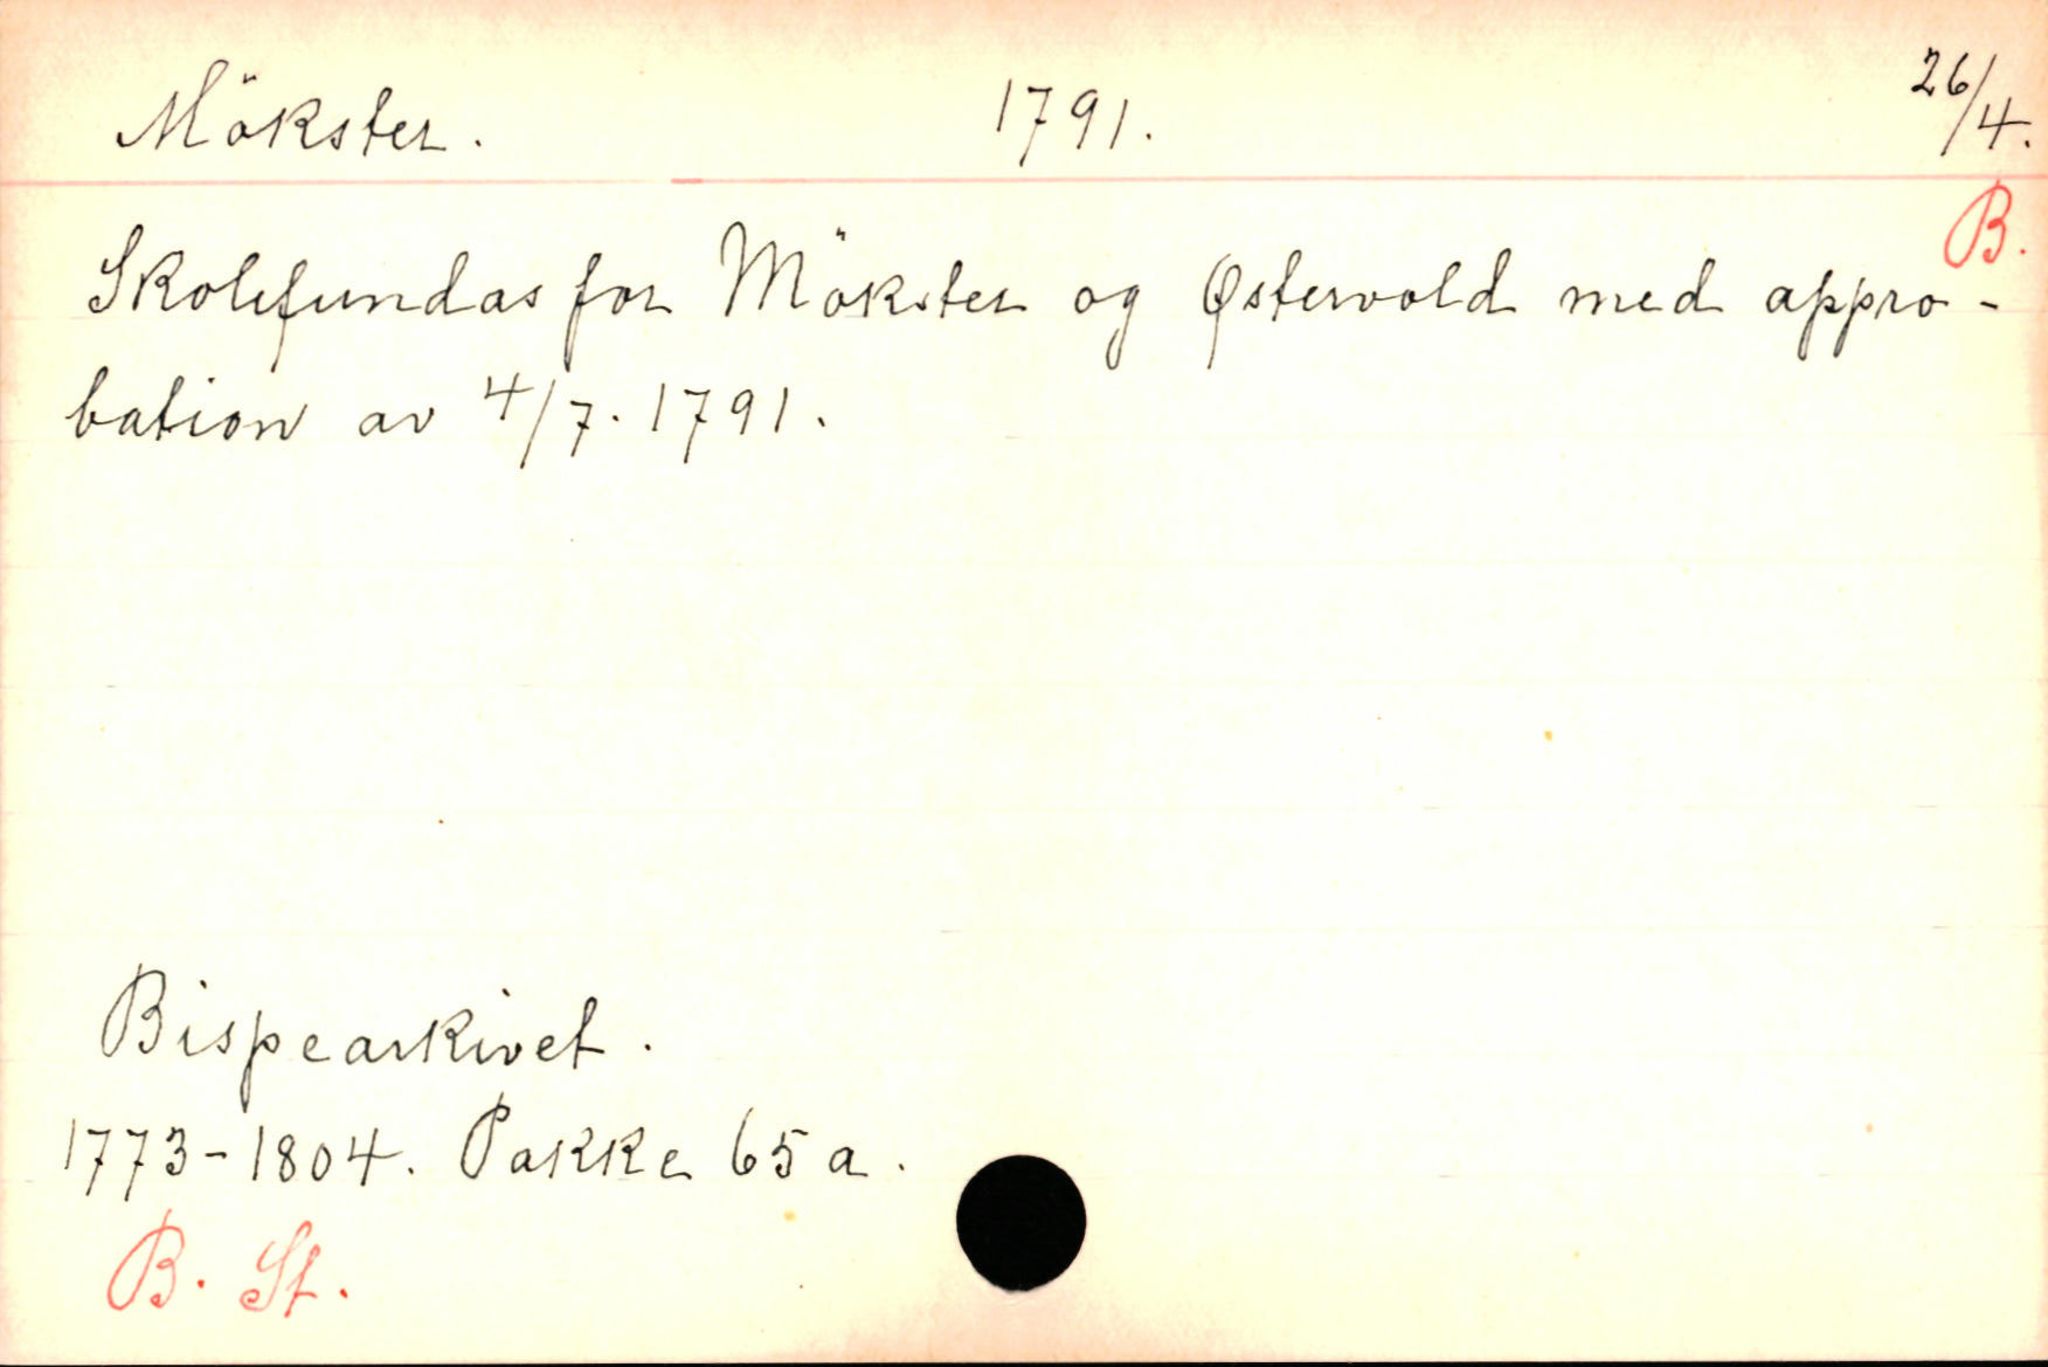 Mökster. 1791. 26/4.
B.
Skolefundas for Mökster og Østervold med appro-
bation av 4/7. 1791.
Bispearkivet.
1773-1804. Pakke 65a.
B. St.